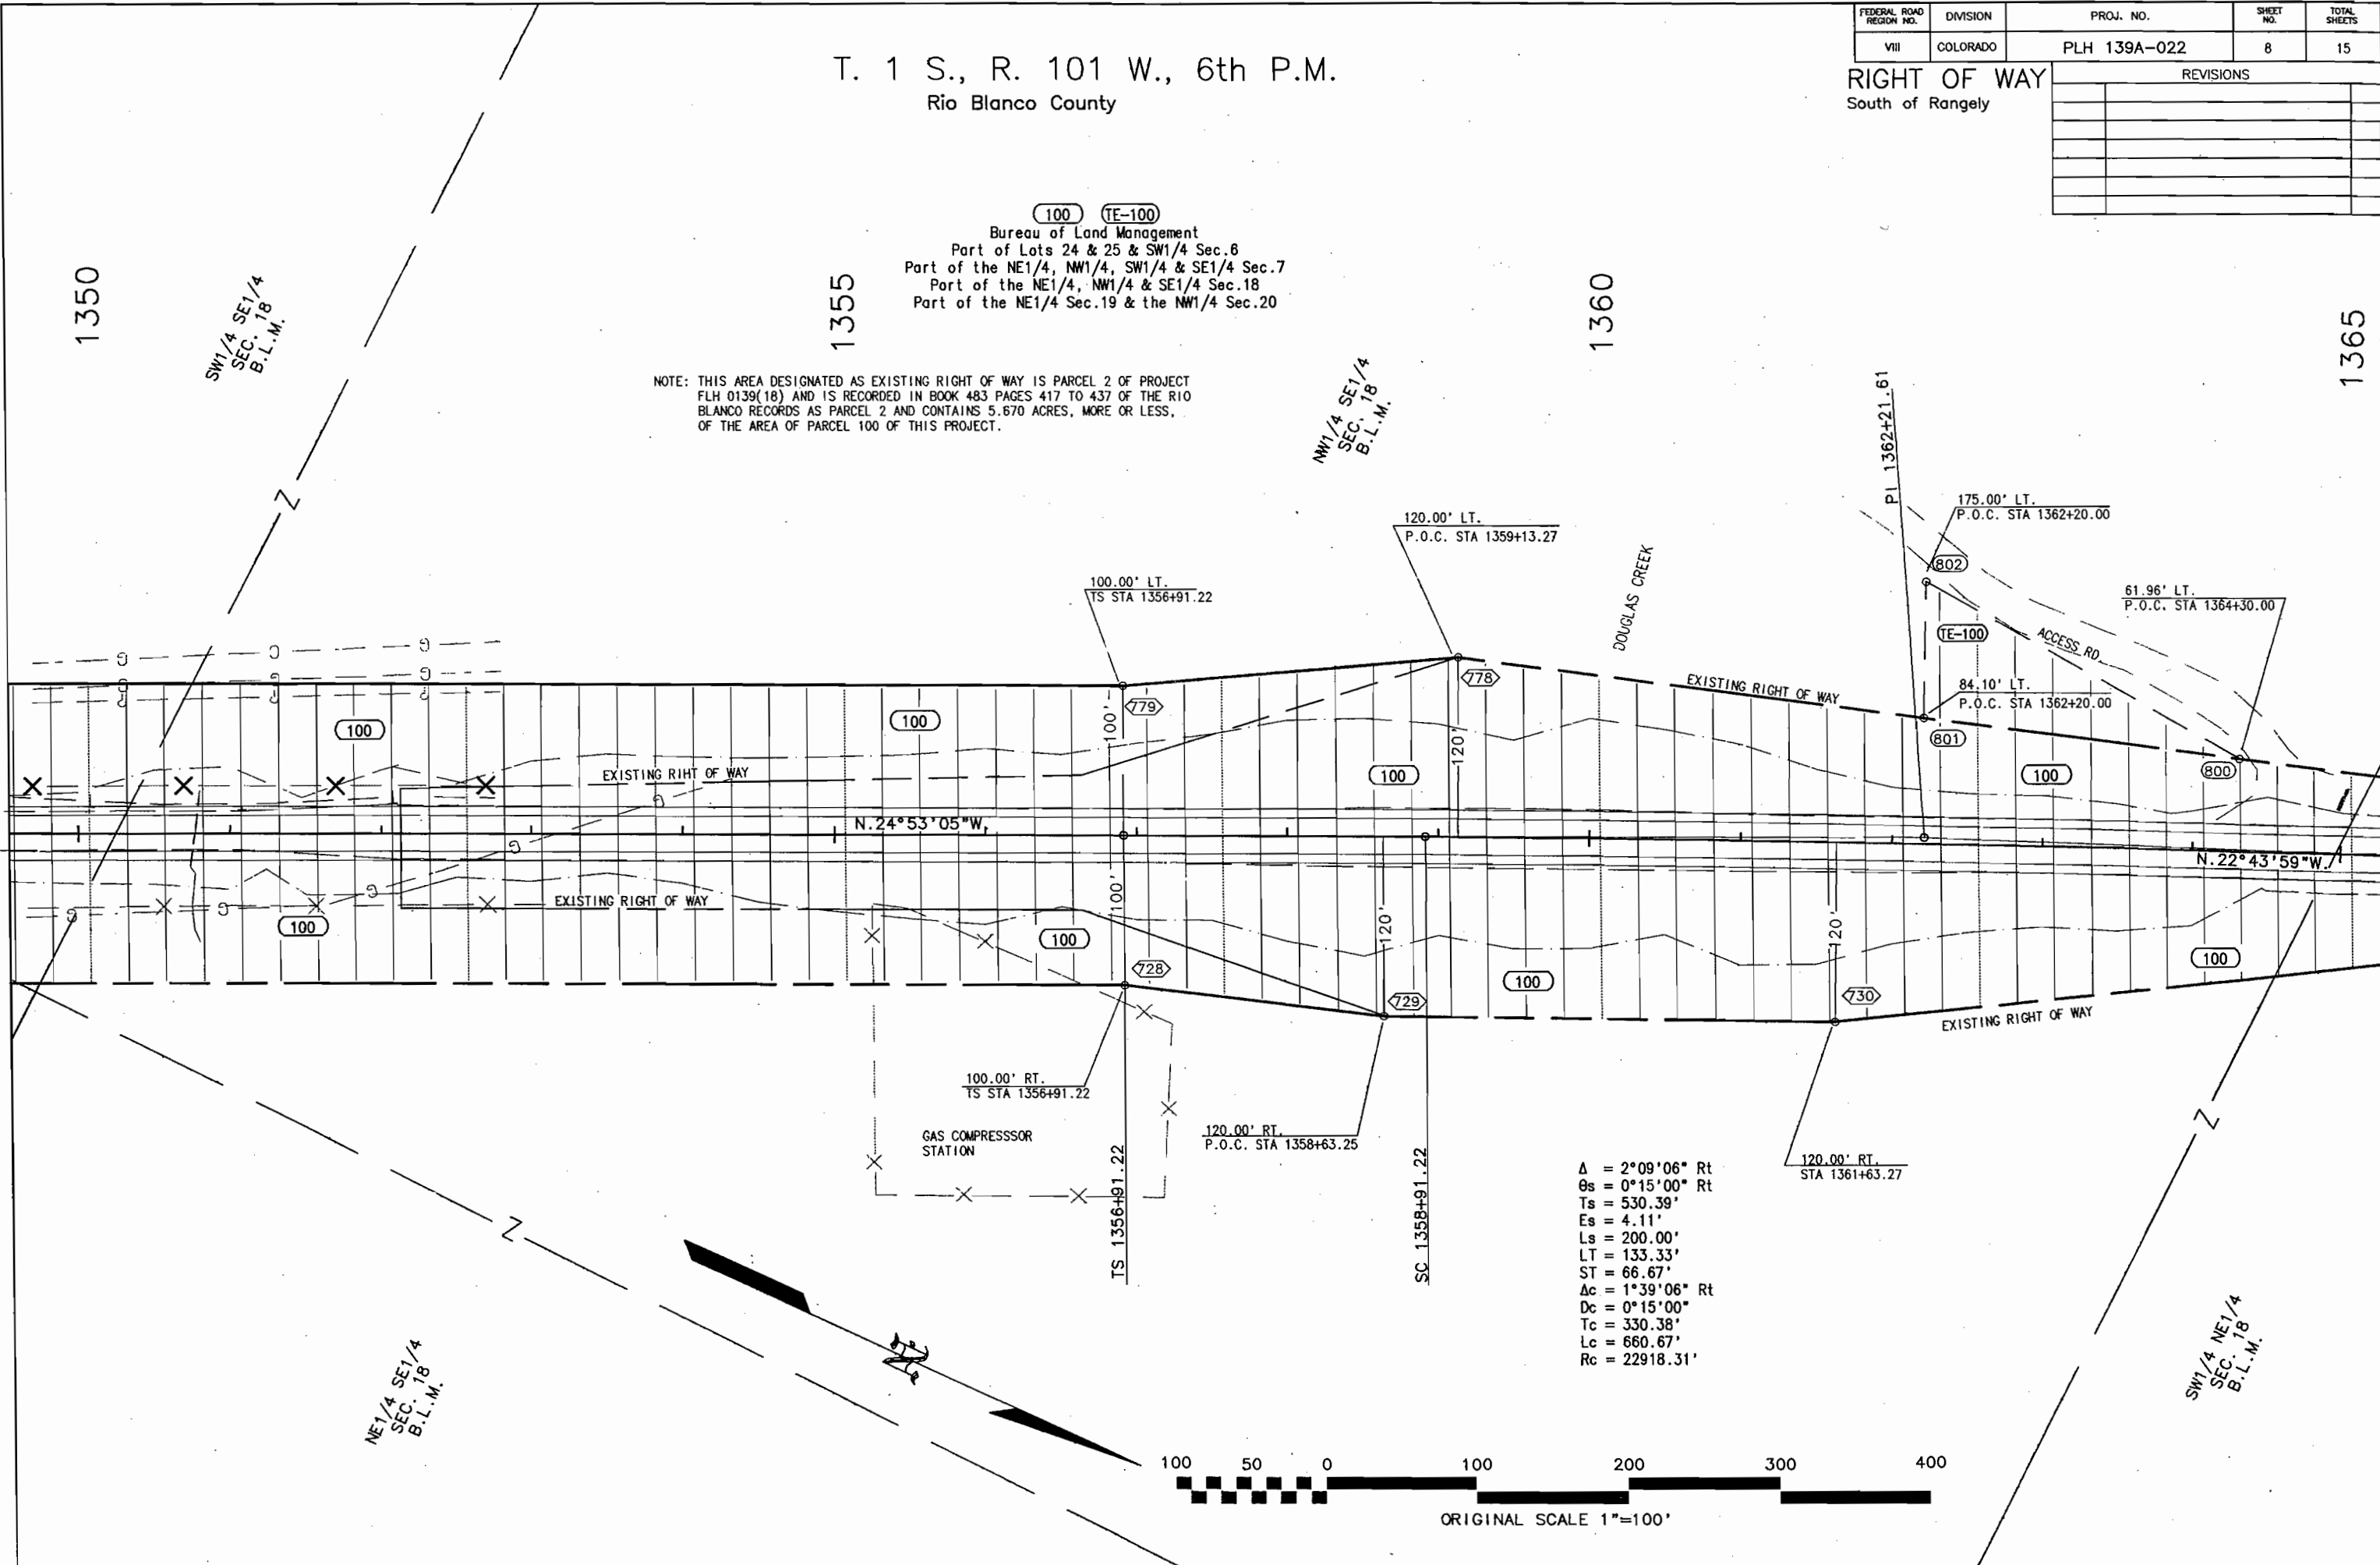 FEDERAL ROAD REGION NO.
DIVISION
PROJ. NO.
SHEET NO.
TOTAL SHEETS
VIII
COLORADO
PLH 139A-022
8
15
RIGHT OF WAY
South of Rangely
REVISIONS
T. 1 S., R. 101 W., 6th P.M.
Rio Blanco County
100 TE-100
Bureau of Land Management
Part of Lots 24 & 25 & SW1/4 Sec.6
Part of the NE1/4, NW1/4, SW1/4 & SE1/4 Sec.7
Part of the NE1/4, NW1/4 & SE1/4 Sec.18
Part of the NE1/4 Sec.19 & the NW1/4 Sec.20
1350
1355
1360
1365
SW1/4 SE1/4
SEC. 18
B.L.M.
NOTE: THIS AREA DESIGNATED AS EXISTING RIGHT OF WAY IS PARCEL 2 OF PROJECT
FLH 0139(18) AND IS RECORDED IN BOOK 483 PAGES 417 TO 437 OF THE RIO
BLANCO RECORDS AS PARCEL 2 AND CONTAINS 5.670 ACRES, MORE OR LESS,
OF THE AREA OF PARCEL 100 OF THIS PROJECT.
NW1/4 SE1/4
SEC. 18
B.L.M.
PI 1362+21.61
175.00' LT.
P.O.C. STA 1362+20.00
120.00' LT.
P.O.C. STA 1359+13.27
DOUGLAS CREEK
802
100.00' LT.
TS STA 1356+91.22
61.96' LT.
P.O.C. STA 1364+30.00
TE-100
ACCESS RD.
G G G
G G G
G G G
778
EXISTING RIGHT OF WAY
84.10' LT.
P.O.C. STA 1362+20.00
779
100
100
100'
120'
801
800
100
100
EXISTING RIHT OF WAY
G
N.24°53'05"W.
G
N.22°43'59"W.
G
EXISTING RIGHT OF WAY
G G
100
100
100'
120'
120'
728
100
729
730
100
EXISTING RIGHT OF WAY
100.00' RT.
TS STA 1356+91.22
GAS COMPRESSSOR
STATION
120.00' RT.
P.O.C. STA 1358+63.25
120.00' RT.
STA 1361+63.27
TS 1356+91.22
SC 1358+91.22
Δ = 2°09'06" Rt
θs = 0°15'00" Rt
Ts = 530.39'
Es = 4.11'
Ls = 200.00'
LT = 133.33'
ST = 66.67'
Δc = 1°39'06" Rt
Dc = 0°15'00"
Tc = 330.38'
Lc = 660.67'
Rc = 22918.31'
N
NE1/4 SE1/4
SEC. 18
B.L.M.
SW1/4 NE1/4
SEC. 18
B.L.M.
100 50 0 100 200 300 400
ORIGINAL SCALE 1"=100'